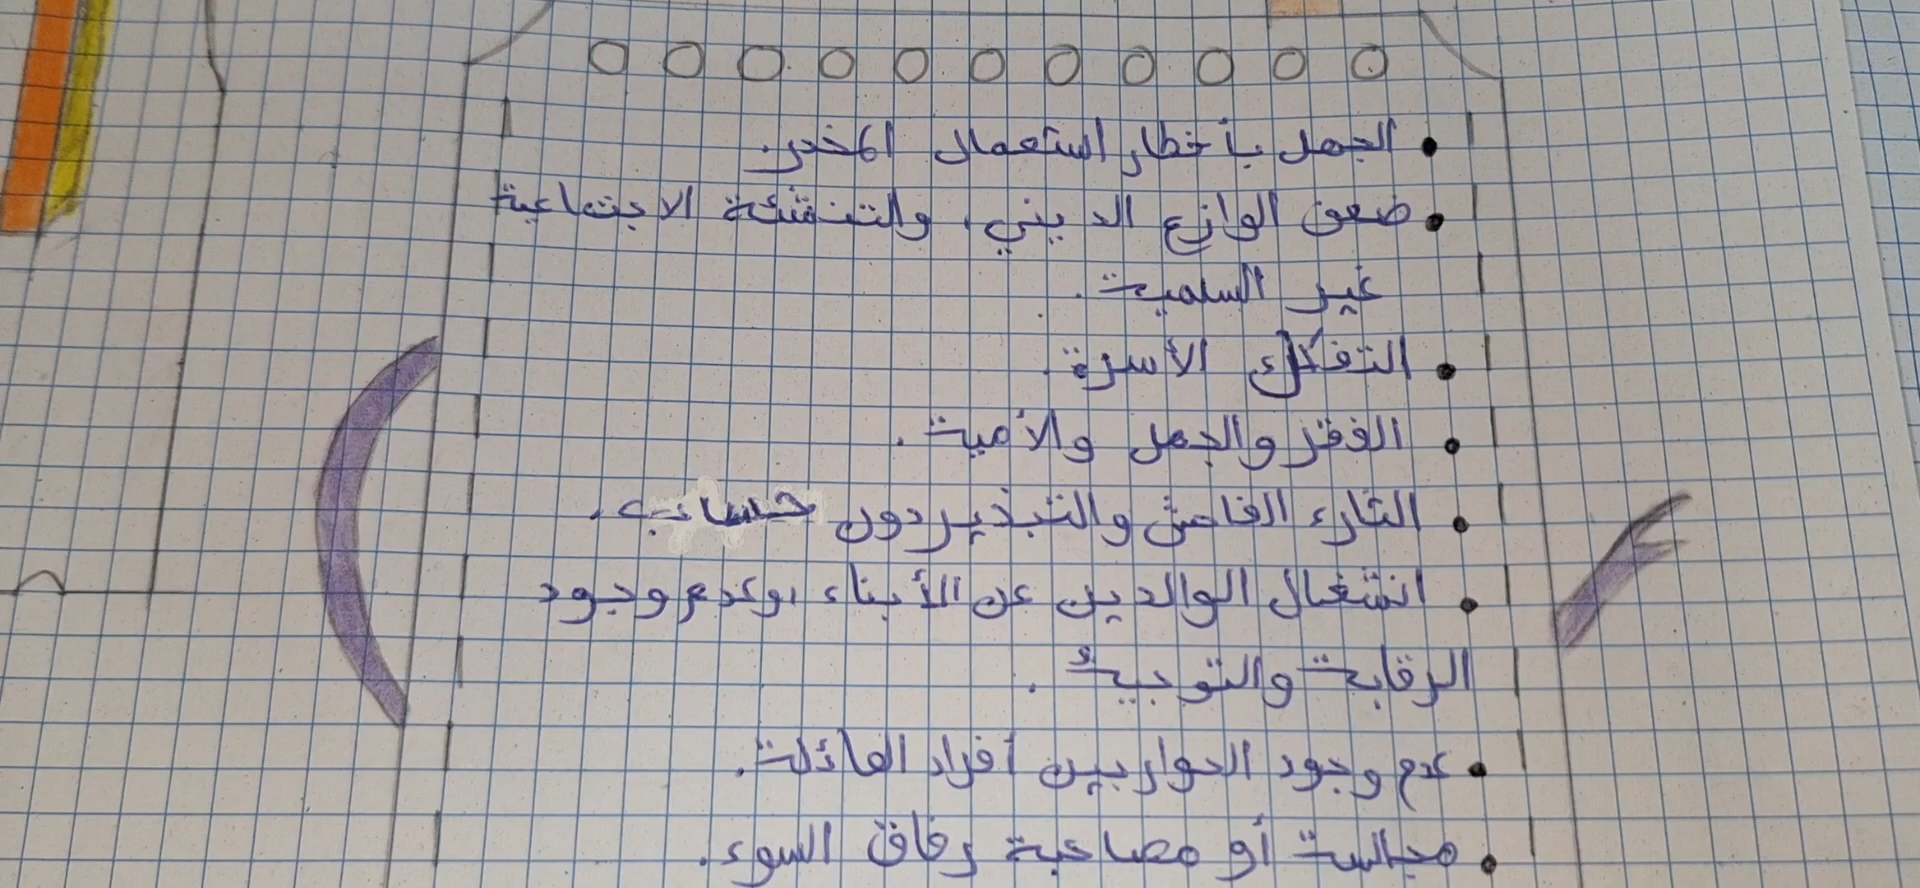 الجهل بأخطار استعمال المخدر.
ضعف الوازع الديني، والتنشئة الاجتماعية
غير السلمية.
التفكك الأسرة.
الفقر والجهل والأمية.
الثارء الفاحش والتبذير دون حساب.
انشغال الوالدين عن الأبناء، وعدم وجود
الرقابة والتوجيه.
عدم وجود الحوار بين أفراد العائلة.
مجالسة أو مصاحبة رفاق السوء.